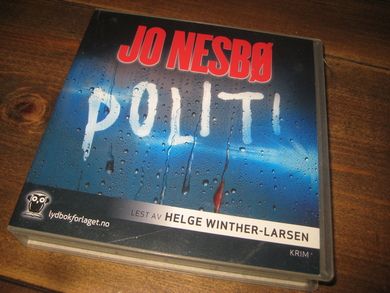 JO NESBØ
POLITI
lydbokforlaget.no
LEST AV HELGE WINTHER-LARSEN
KRIM